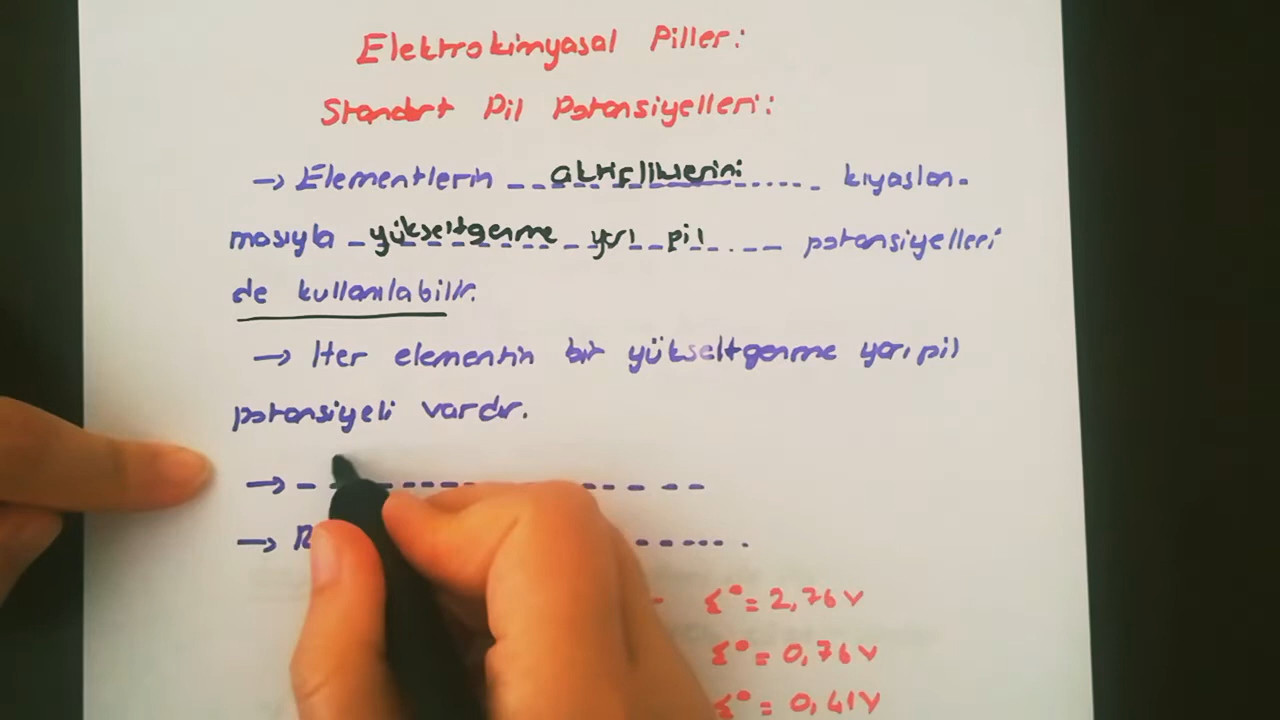 Elektrokimyasal Piller:
Standart Pil Potansiyelleri:
→ Elementlerin aktifliklerini kıyaslan-
masıyla yükseltgenme yarı pil potansiyelleri
de kullanılabilir.
→ Her elementin bir yükseltgenme yarı pil
potansiyeli vardır.
→
→
ε° = 2,76 V
ε° = 0,76 V
ε° = 0,41 V